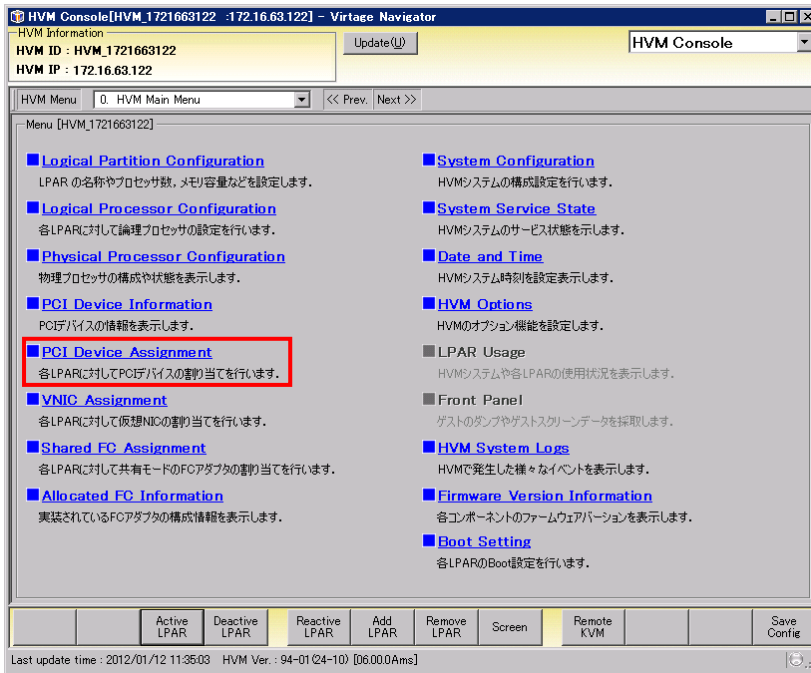 HVM Console[HVM_1721663122 :172.16.63.122] - Virtage Navigator
HVM Information
HVM ID : HVM_1721663122
HVM IP : 172.16.63.122
Update(U)
HVM Console
HVM Menu
0. HVM Main Menu
<< Prev.
Next >>
Menu [HVM_1721663122]
Logical Partition Configuration
LPAR の名称やプロセッサ数，メモリ容量などを設定します．
Logical Processor Configuration
各LPARに対して論理プロセッサの設定を行います．
Physical Processor Configuration
物理プロセッサの構成や状態を表示します．
PCI Device Information
PCIデバイスの情報を表示します．
PCI Device Assignment
各LPARに対してPCIデバイスの割り当てを行います．
VNIC Assignment
各LPARに対して仮想NICの割り当てを行います．
Shared FC Assignment
各LPARに対して共有モードのFCアダプタの割り当てを行います．
Allocated FC Information
実装されているFCアダプタの構成情報を表示します．
System Configuration
HVMシステムの構成設定を行います．
System Service State
HVMシステムのサービス状態を示します．
Date and Time
HVMシステム時刻を設定表示します．
HVM Options
HVMのオプション機能を設定します．
LPAR Usage
HVMシステムや各LPARの使用状況を表示します．
Front Panel
ゲストのダンプやゲストスクリーンデータを採取します．
HVM System Logs
HVMで発生した様々なイベントを表示します．
Firmware Version Information
各コンポーネントのファームウェアバージョンを表示します．
Boot Setting
各LPARのBoot設定を行います．
Active LPAR
Deactive LPAR
Reactive LPAR
Add LPAR
Remove LPAR
Screen
Remote KVM
Save Config
Last update time : 2012/01/12 11:35:03 HVM Ver. : 94-01(24-10) [06.00.0Ams]